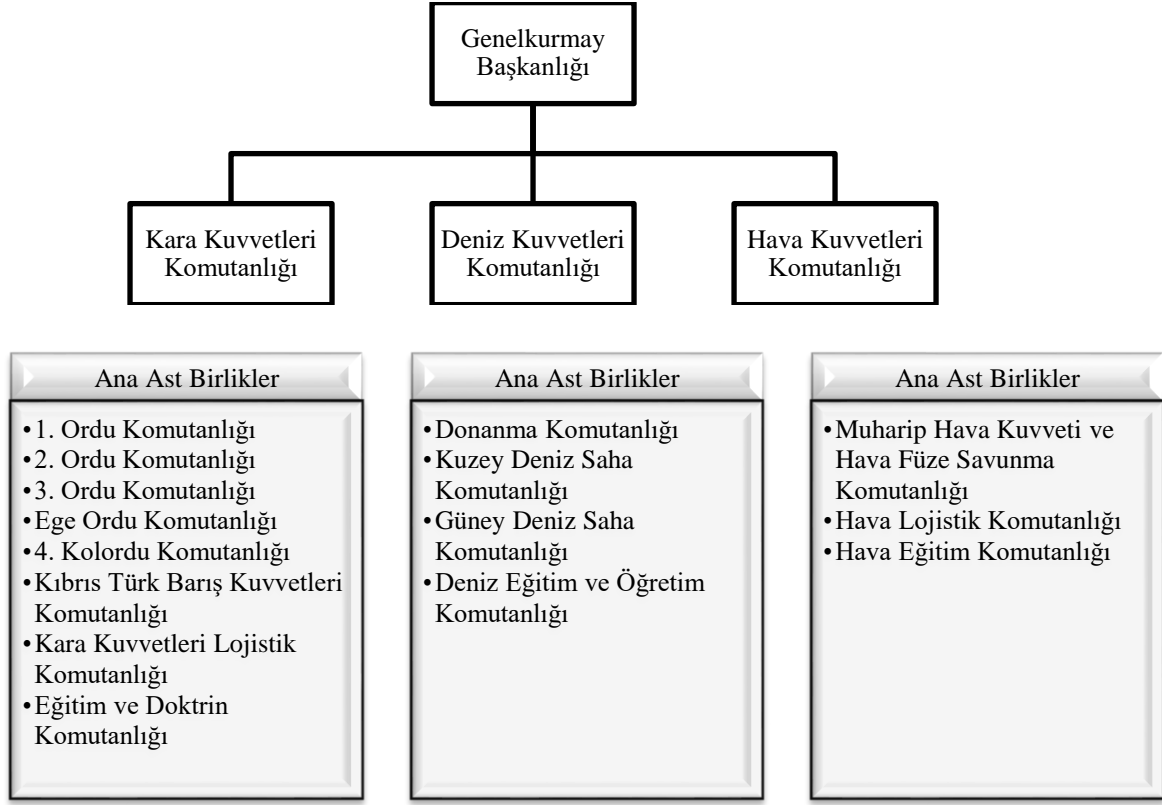 Genelkurmay
Başkanlığı
Kara Kuvvetleri
Komutanlığı
Deniz Kuvvetleri
Komutanlığı
Hava Kuvvetleri
Komutanlığı
Ana Ast Birlikler
•1. Ordu Komutanlığı
•2. Ordu Komutanlığı
•3. Ordu Komutanlığı
•Ege Ordu Komutanlığı
•4. Kolordu Komutanlığı
•Kıbrıs Türk Barış Kuvvetleri
Komutanlığı
•Kara Kuvvetleri Lojistik
Komutanlığı
•Eğitim ve Doktrin
Komutanlığı
Ana Ast Birlikler
•Donanma Komutanlığı
•Kuzey Deniz Saha
Komutanlığı
•Güney Deniz Saha
Komutanlığı
•Deniz Eğitim ve Öğretim
Komutanlığı
Ana Ast Birlikler
•Muharip Hava Kuvveti ve
Hava Füze Savunma
Komutanlığı
•Hava Lojistik Komutanlığı
•Hava Eğitim Komutanlığı